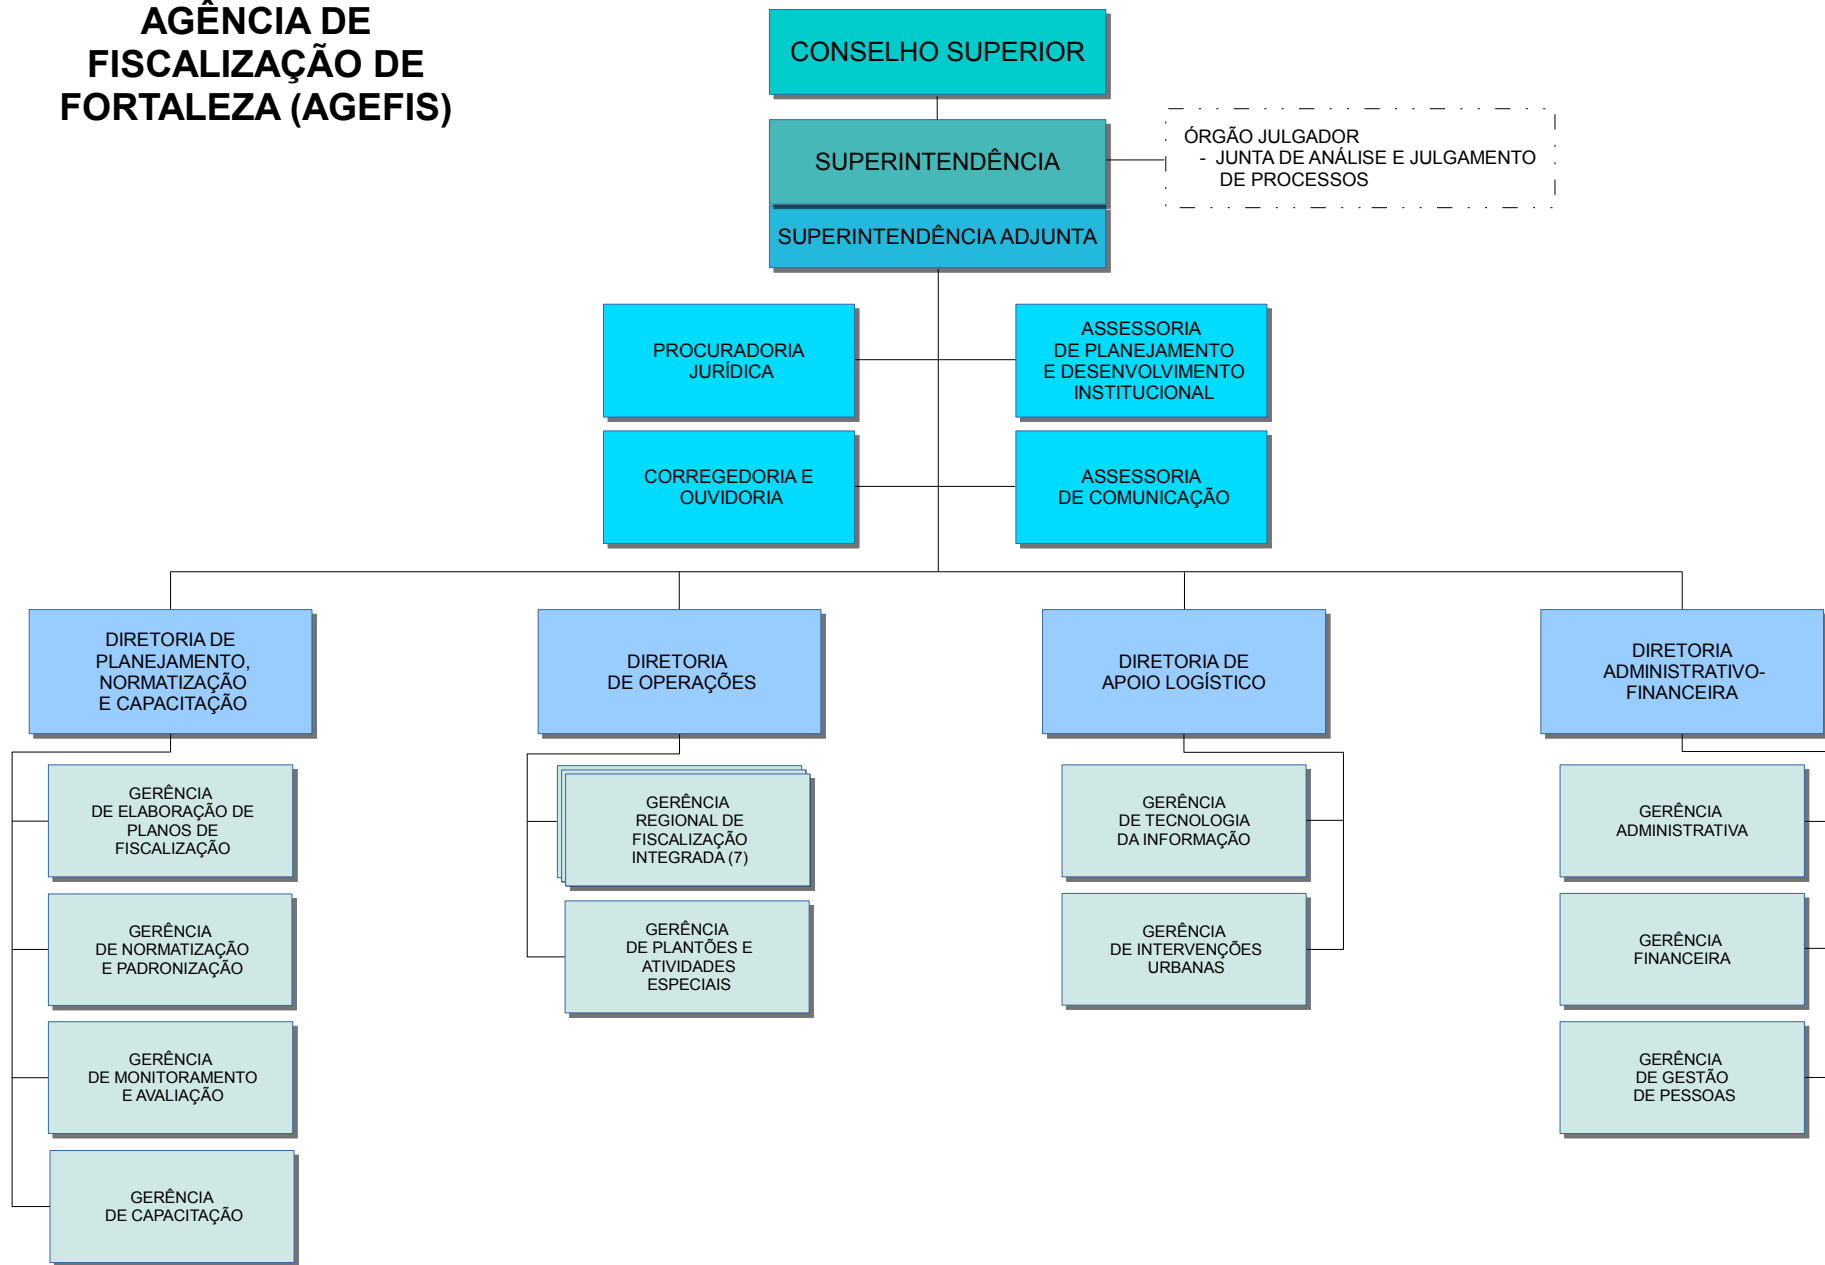 AGÊNCIA DE
FISCALIZAÇÃO DE
FORTALEZA (AGEFIS)
CONSELHO SUPERIOR
SUPERINTENDÊNCIA
ÓRGÃO JULGADOR
- JUNTA DE ANÁLISE E JULGAMENTO
DE PROCESSOS
SUPERINTENDÊNCIA ADJUNTA
PROCURADORIA
JURÍDICA
ASSESSORIA
DE PLANEJAMENTO
E DESENVOLVIMENTO
INSTITUCIONAL
CORREGEDORIA E
OUVIDORIA
ASSESSORIA
DE COMUNICAÇÃO
DIRETORIA DE
PLANEJAMENTO,
NORMATIZAÇÃO
E CAPACITAÇÃO
DIRETORIA
DE OPERAÇÕES
DIRETORIA DE
APOIO LOGÍSTICO
DIRETORIA
ADMINISTRATIVO-
FINANCEIRA
GERÊNCIA
DE ELABORAÇÃO DE
PLANOS DE
FISCALIZAÇÃO
GERÊNCIA
REGIONAL DE
FISCALIZAÇÃO
INTEGRADA (7)
GERÊNCIA
DE TECNOLOGIA
DA INFORMAÇÃO
GERÊNCIA
ADMINISTRATIVA
GERÊNCIA
DE NORMATIZAÇÃO
E PADRONIZAÇÃO
GERÊNCIA
DE PLANTÕES E
ATIVIDADES
ESPECIAIS
GERÊNCIA
DE INTERVENÇÕES
URBANAS
GERÊNCIA
FINANCEIRA
GERÊNCIA
DE MONITORAMENTO
E AVALIAÇÃO
GERÊNCIA
DE GESTÃO
DE PESSOAS
GERÊNCIA
DE CAPACITAÇÃO